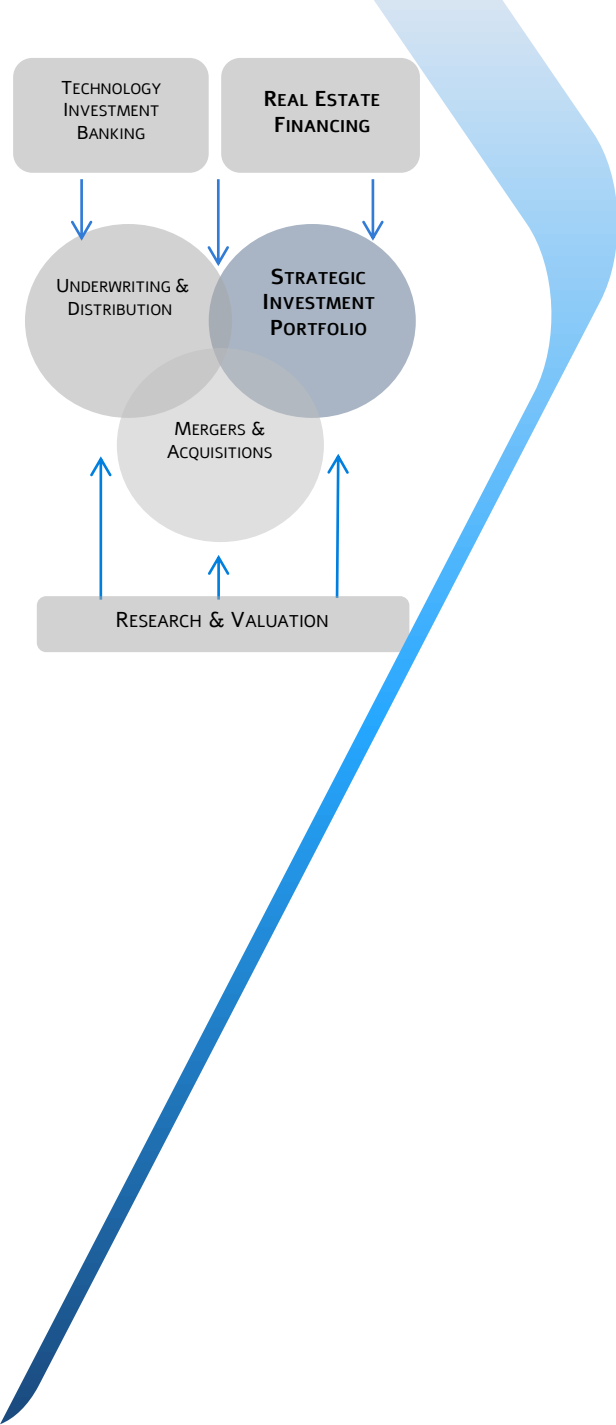 Technology
Investment
Banking
Real Estate
Financing
Underwriting &
Distribution
Strategic
Investment
Portfolio
Mergers &
Acquisitions
Research & Valuation